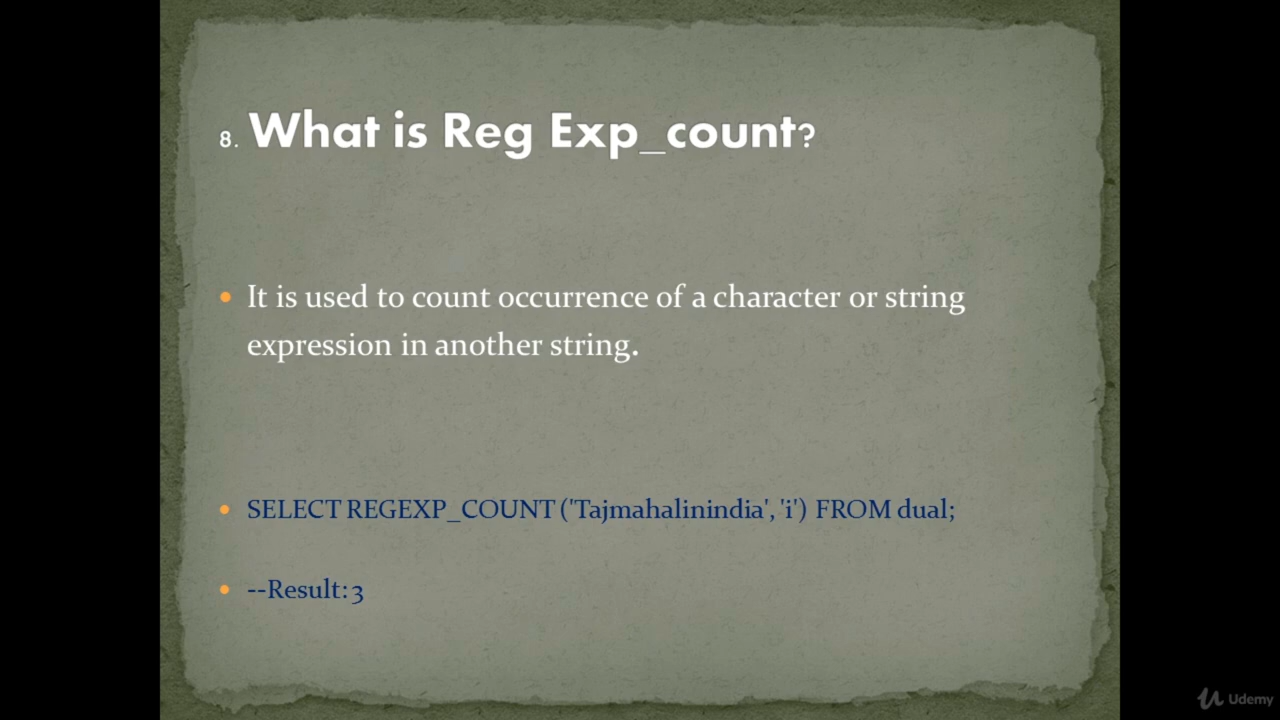 8. What is Reg Exp_count?
• It is used to count occurrence of a character or string
expression in another string.
• SELECT REGEXP_COUNT ('Tajmahalinindia', 'i') FROM dual;
• --Result: 3
Udemy